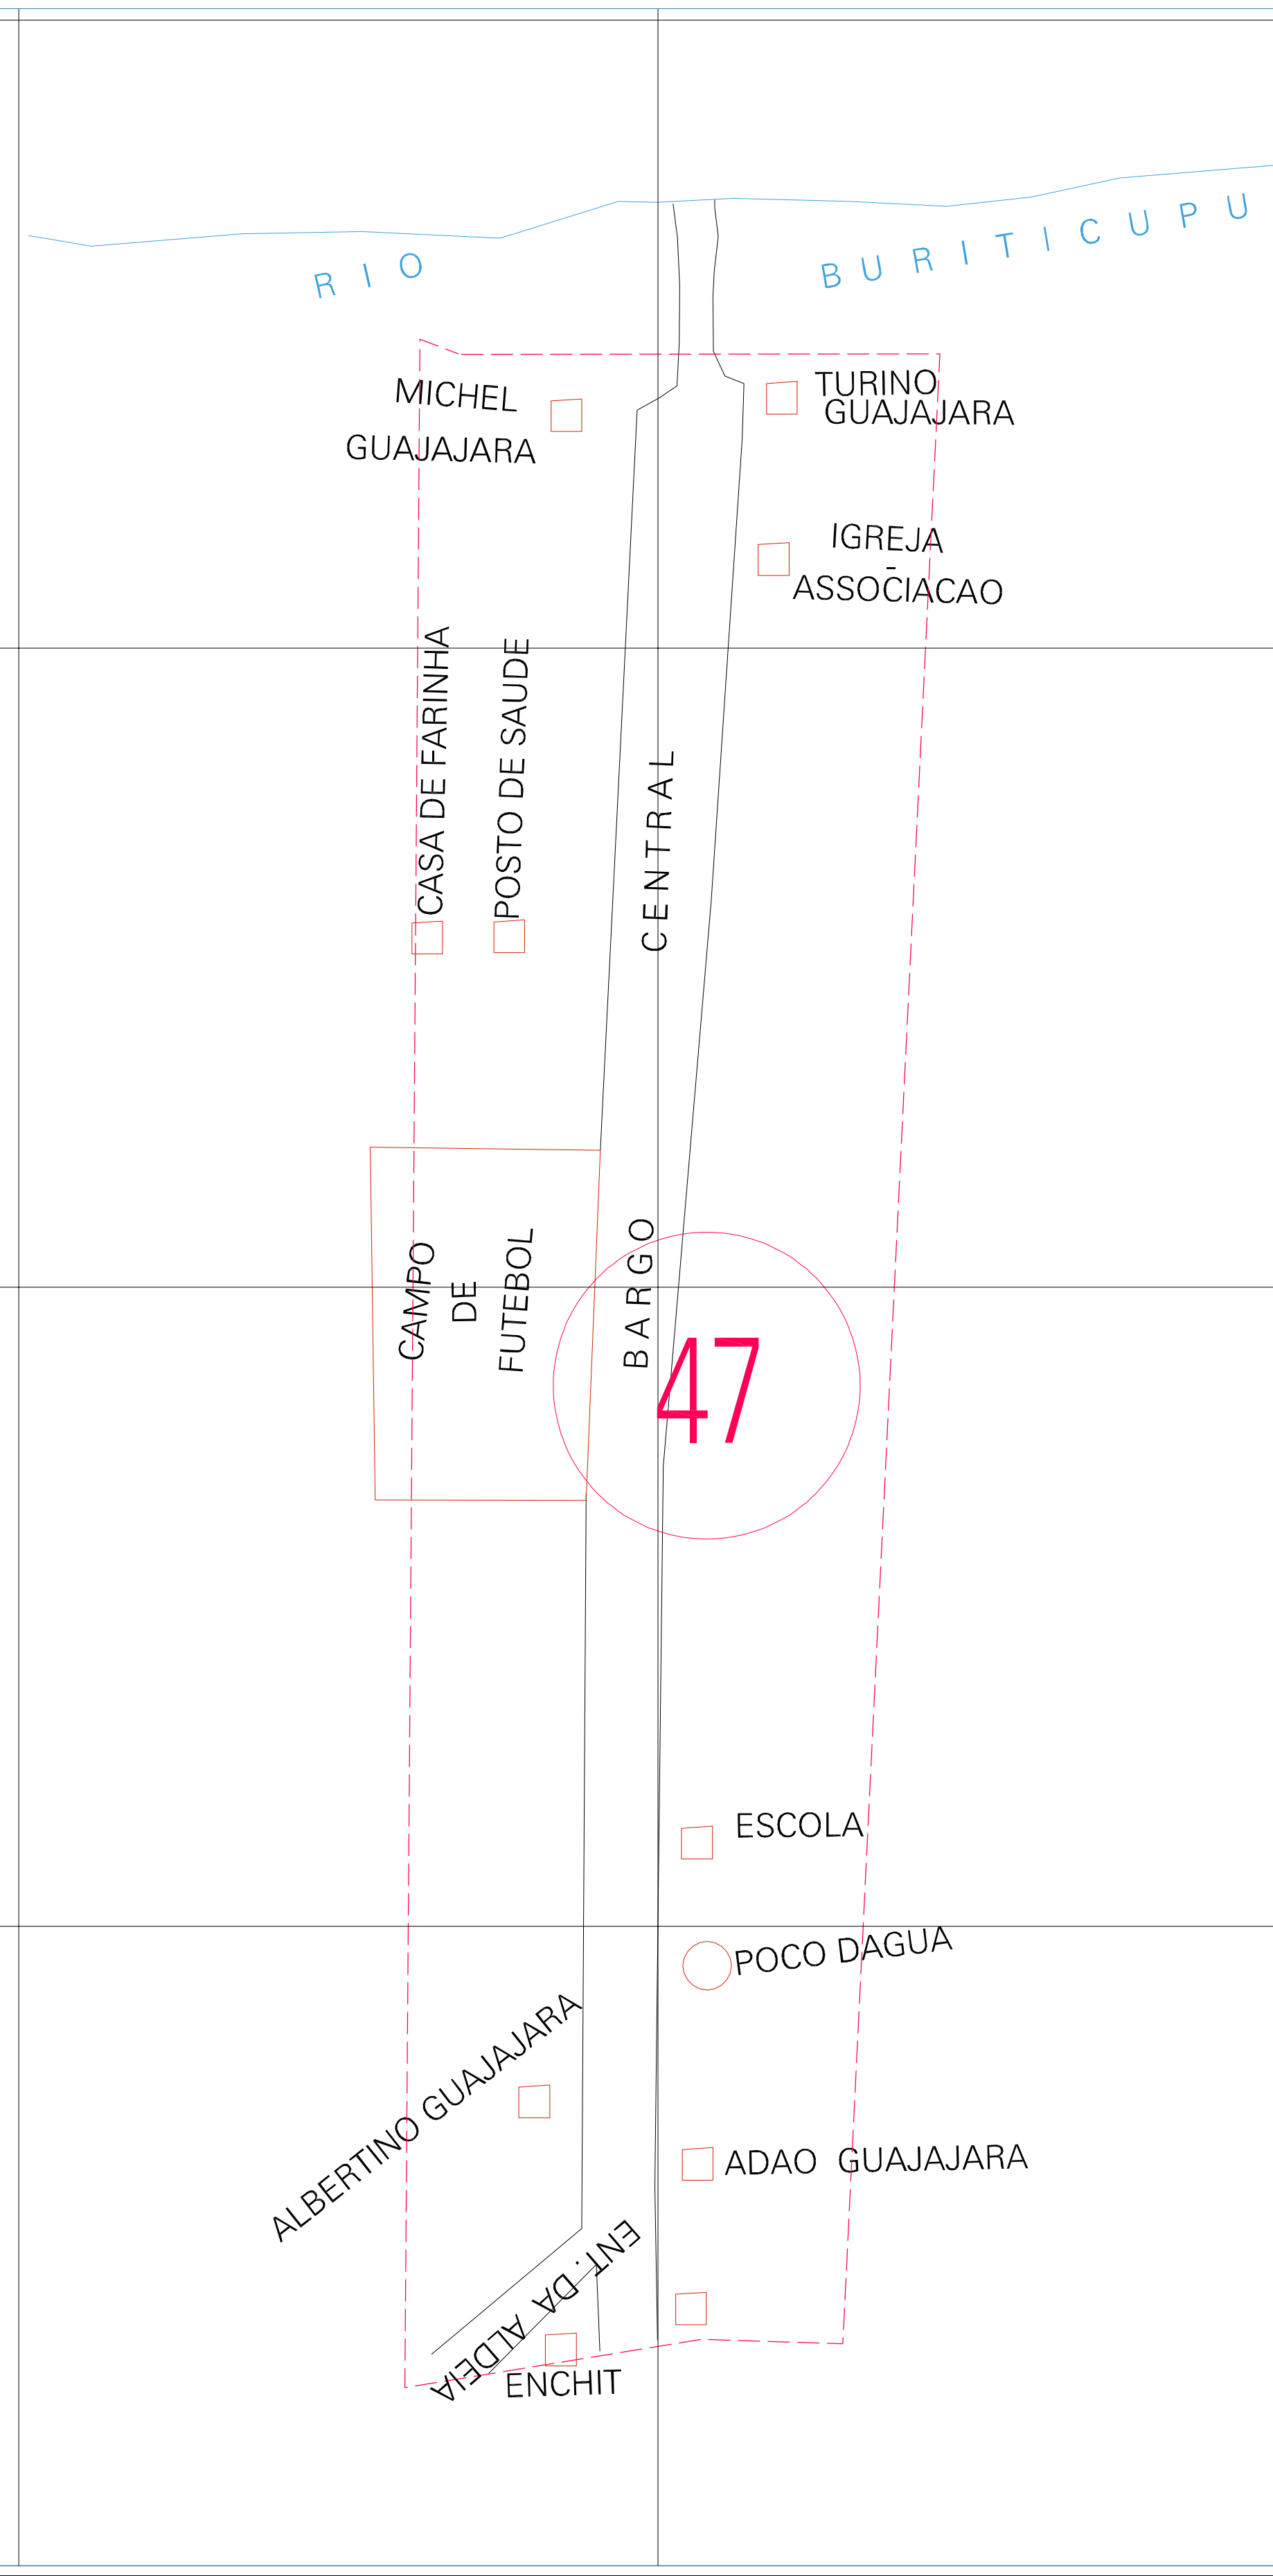 RIO BURITICUPU
MICHEL
GUAJAJARA
TURINO
GUAJAJARA
IGREJA
-
ASSOCIACAO
CASA DE FARINHA
POSTO DE SAUDE
CENTRAL
CAMPO
DE
FUTEBOL
BARGO
47
ESCOLA
POCO DAGUA
ALBERTINO GUAJAJARA
ADAO GUAJAJARA
ENT. DA ALDEIA
ENCHIT